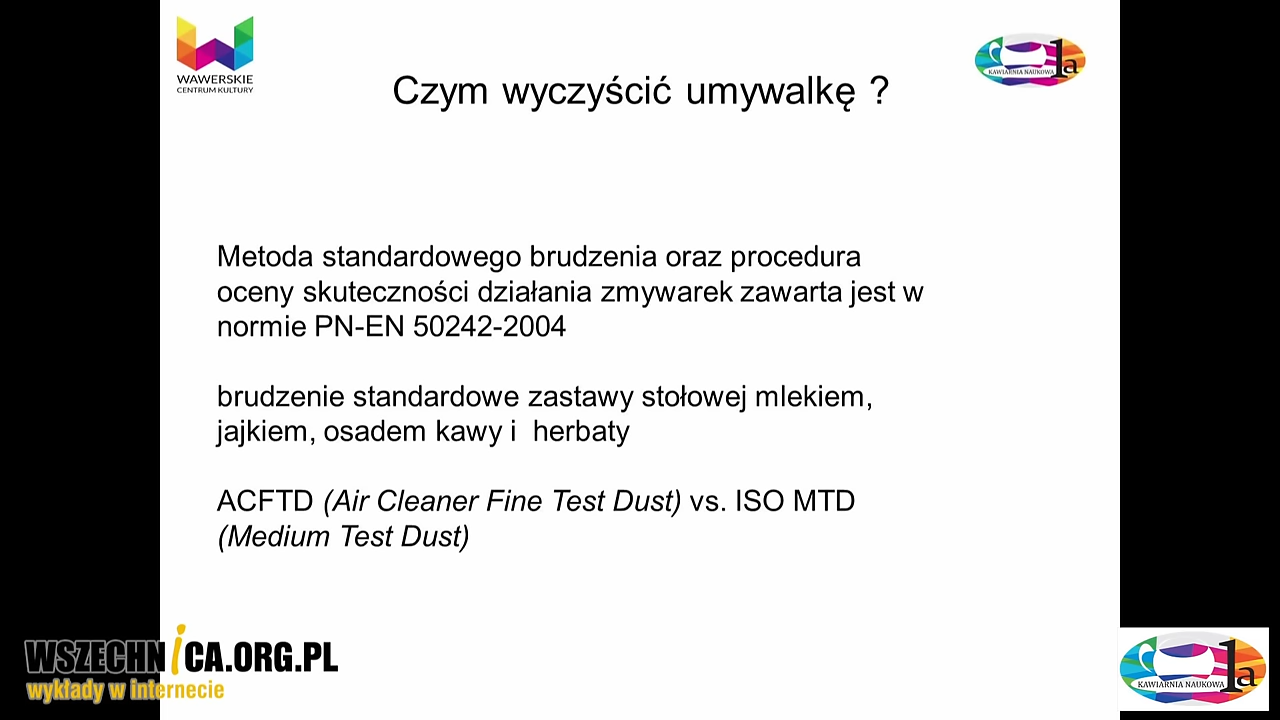 WAWERSKIE
CENTRUM KULTURY
KAWIARNIA NAUKOWA 1a
Czym wyczyścić umywalkę ?
Metoda standardowego brudzenia oraz procedura
oceny skuteczności działania zmywarek zawarta jest w
normie PN-EN 50242-2004
brudzenie standardowe zastawy stołowej mlekiem,
jajkiem, osadem kawy i herbaty
ACFTD (Air Cleaner Fine Test Dust) vs. ISO MTD
(Medium Test Dust)
WSZECHNiCA.ORG.PL
wykłady w internecie
KAWIARNIA NAUKOWA 1a